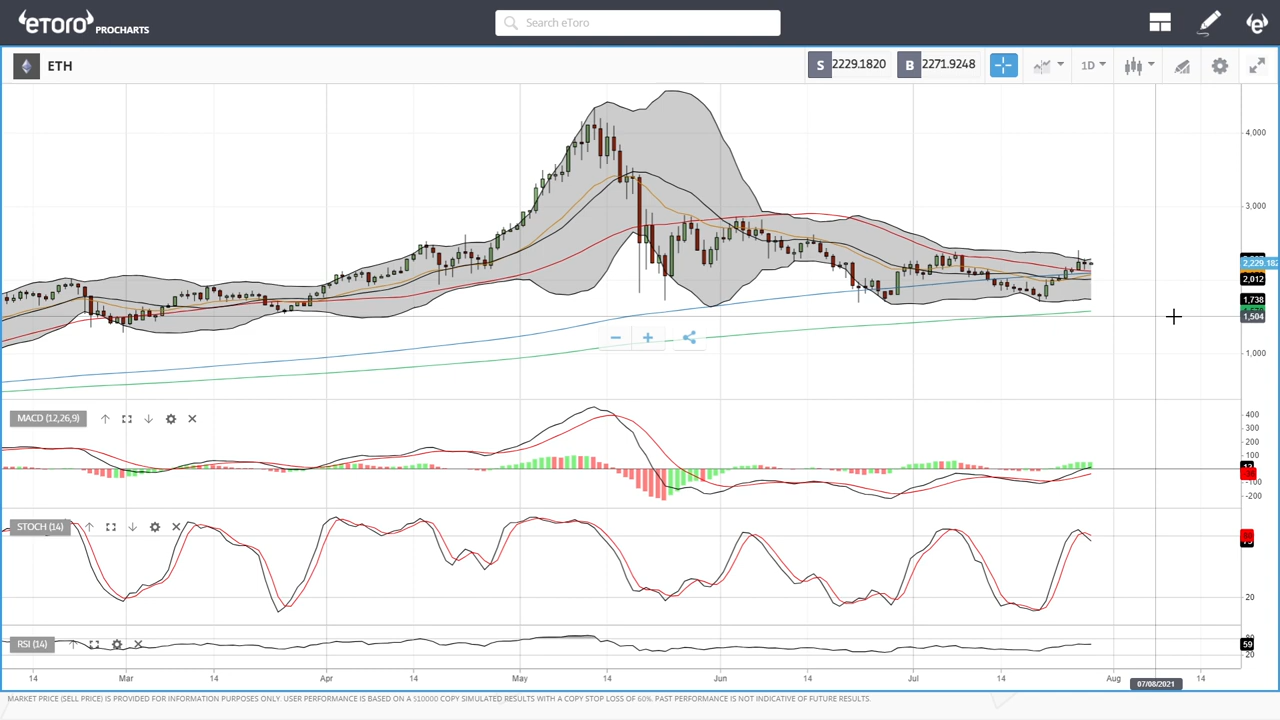 eToro PROCHARTS
Search eToro
ETH
S 2229.1820 B 2271.9248 1D
4,000
3,000
2,229.182
2,012
1,738
1,504
1,000
MACD (12,26,9)
400
300
200
100
-100
-200
STOCH (14)
20
RSI (14)
80
59
20
14 Mar 14 Apr 14 May 14 Jun 14 Jul 14 Aug 07/08/2021 14
MARKET PRICE (SELL PRICE) IS PROVIDED FOR INFORMATION PURPOSES ONLY. USER PERFORMANCE IS BASED ON A $10000 COPY SIMULATED RESULTS WITH A COPY STOP LOSS OF 60%. PAST PERFORMANCE IS NOT INDICATIVE OF FUTURE RESULTS.